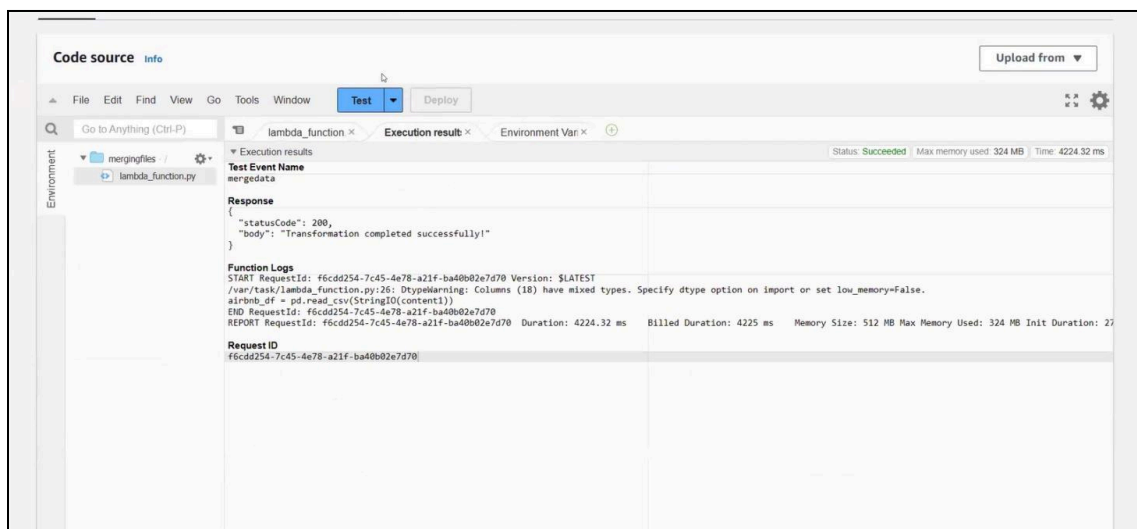 Code source Info
Upload from
File Edit Find View Go Tools Window Test Deploy
Go to Anything (Ctrl-P)
lambda_function Execution result: Environment Vari
Environment
mergingfiles /
lambda_function.py
Execution results
Status: Succeeded Max memory used: 324 MB Time: 4224.32 ms
Test Event Name
mergedata
Response
{
"statusCode": 200,
"body": "Transformation completed successfully!"
}
Function Logs
START RequestId: f6cdd254-7c45-4e78-a21f-ba40b02e7d70 Version: $LATEST
/var/task/lambda_function.py:26: DtypeWarning: Columns (18) have mixed types. Specify dtype option on import or set low_memory=False.
airbnb_df = pd.read_csv(StringIO(content1))
END RequestId: f6cdd254-7c45-4e78-a21f-ba40b02e7d70
REPORT RequestId: f6cdd254-7c45-4e78-a21f-ba40b02e7d70 Duration: 4224.32 ms Billed Duration: 4225 ms Memory Size: 512 MB Max Memory Used: 324 MB Init Duration: 27
Request ID
f6cdd254-7c45-4e78-a21f-ba40b02e7d70